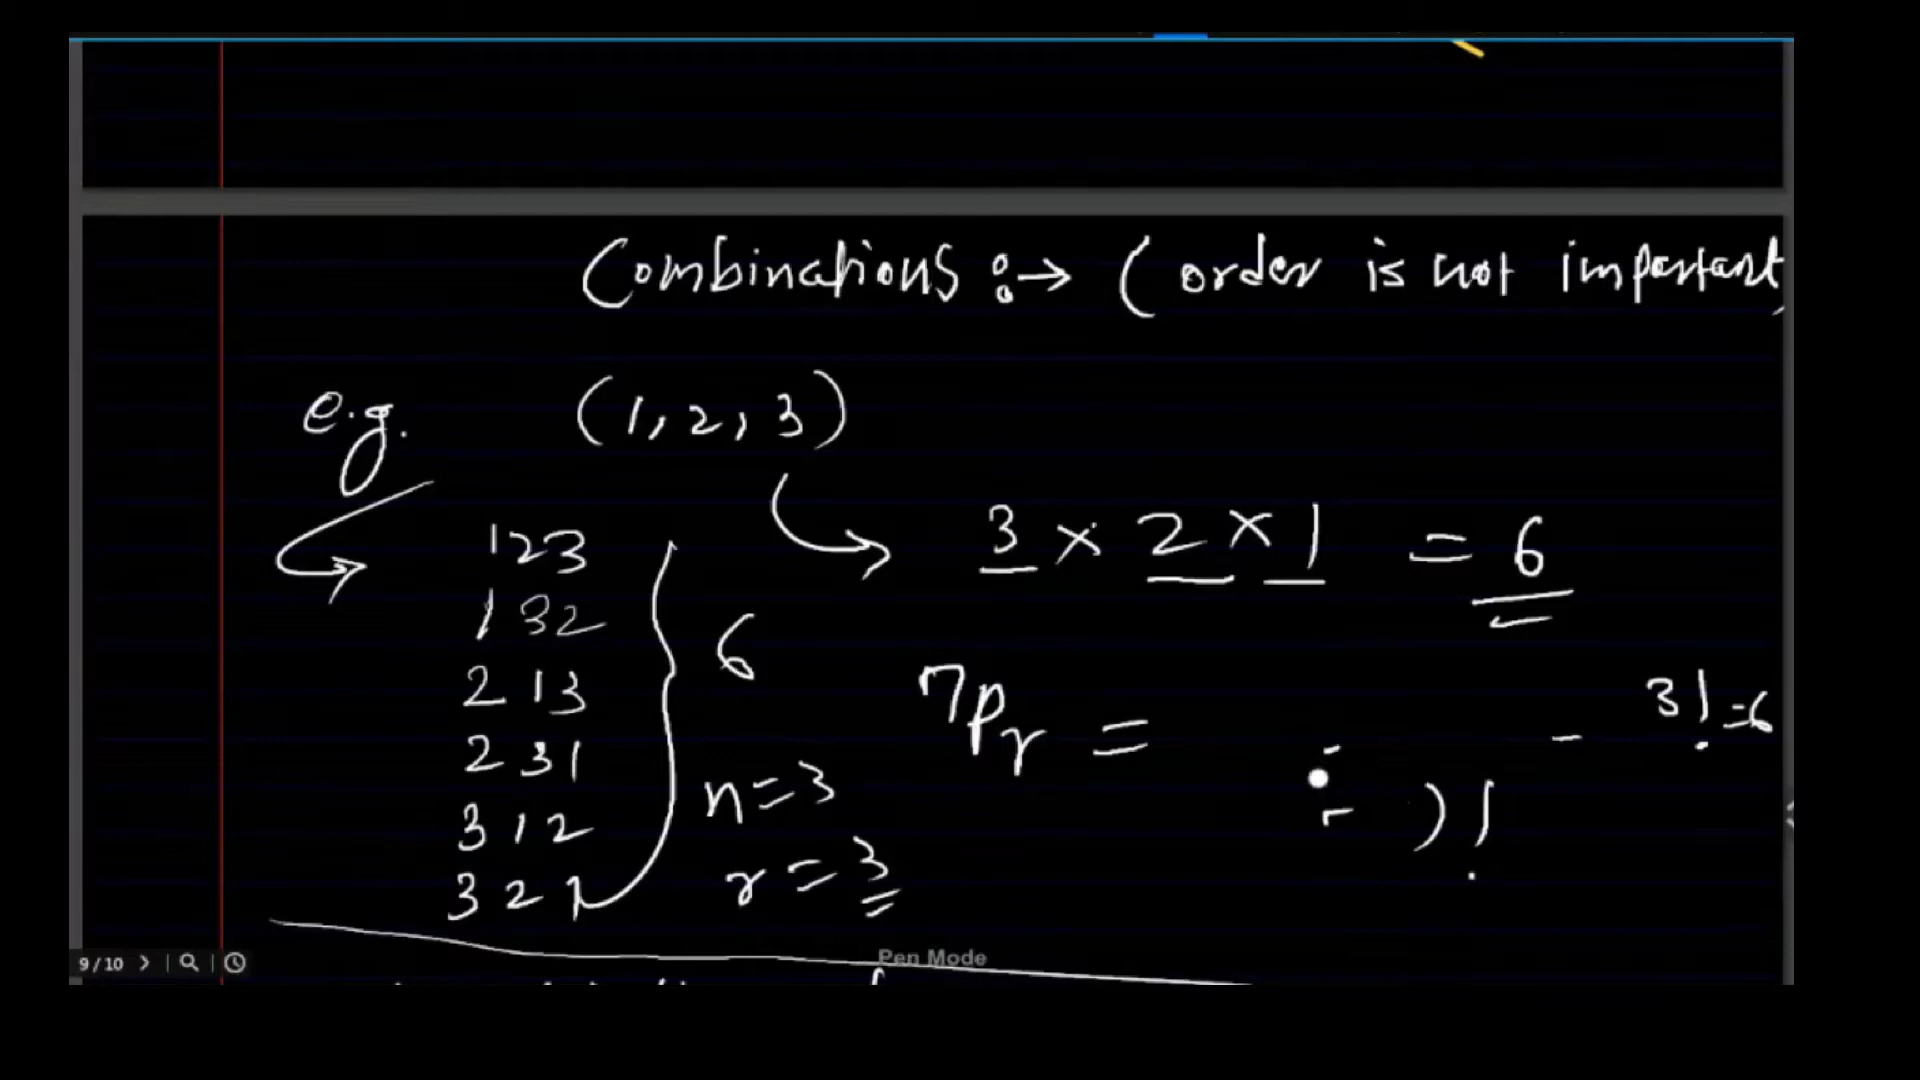 Combinations :→ (order is not important)
e.g. (1, 2, 3)
3 × 2 × 1 = 6
123
132
213
231
312
321
6
n=3
r=3
7pr =
- 3! =6
)!
9/10
Pen Mode